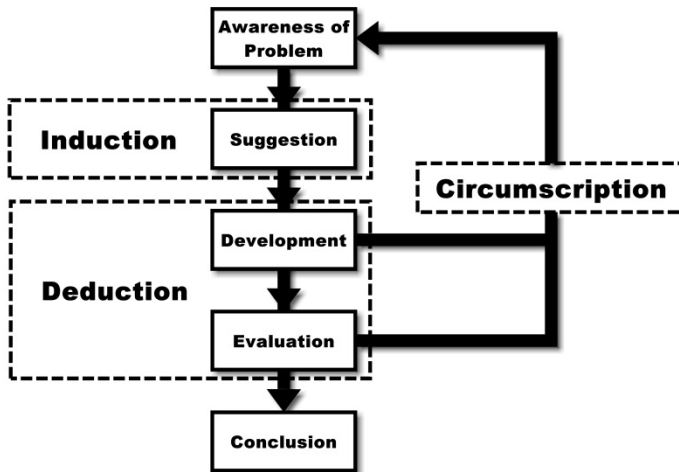 Awareness of
Problem
Induction
Suggestion
Circumscription
Development
Deduction
Evaluation
Conclusion